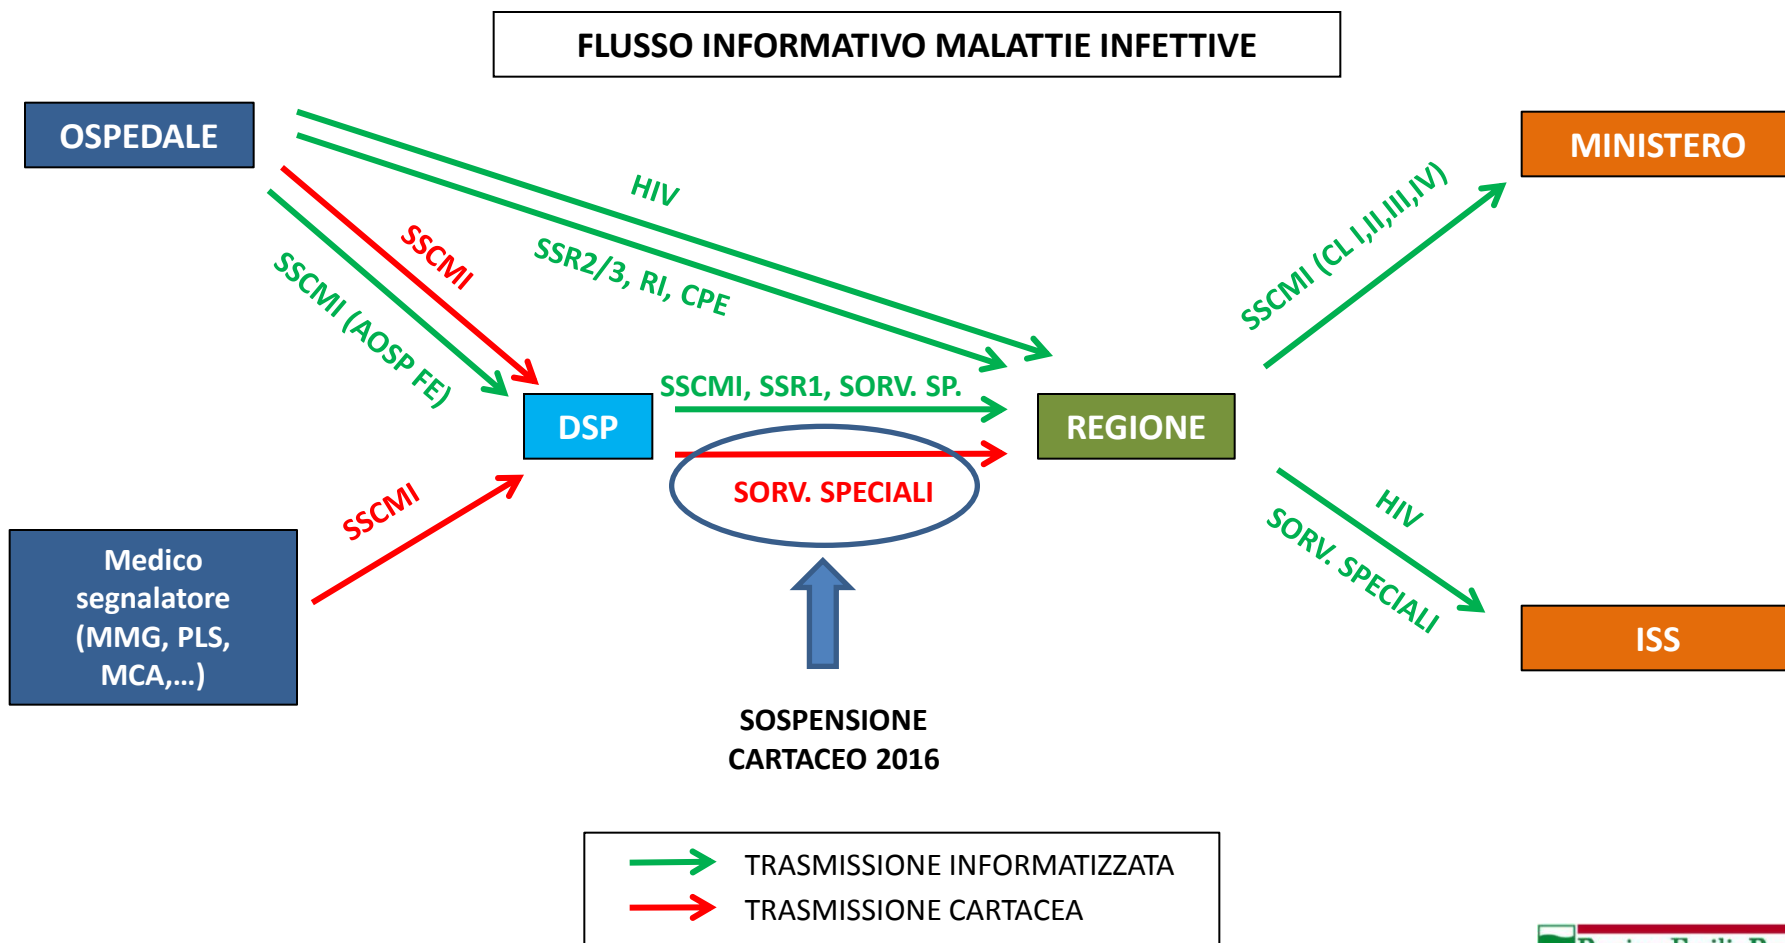 FLUSSO INFORMATIVO MALATTIE INFETTIVE
OSPEDALE
MINISTERO
HIV
SSR2/3, RI, CPE
SSCMI
SSCMI (AOSP FE)
SSCMI (CL I,II,III,IV)
SSCMI, SSR1, SORV. SP.
DSP
REGIONE
SORV. SPECIALI
SSCMI
HIV
SORV. SPECIALI
Medico
segnalatore
(MMG, PLS,
MCA,...)
ISS
SOSPENSIONE
CARTACEO 2016
TRASMISSIONE INFORMATIZZATA
TRASMISSIONE CARTACEA